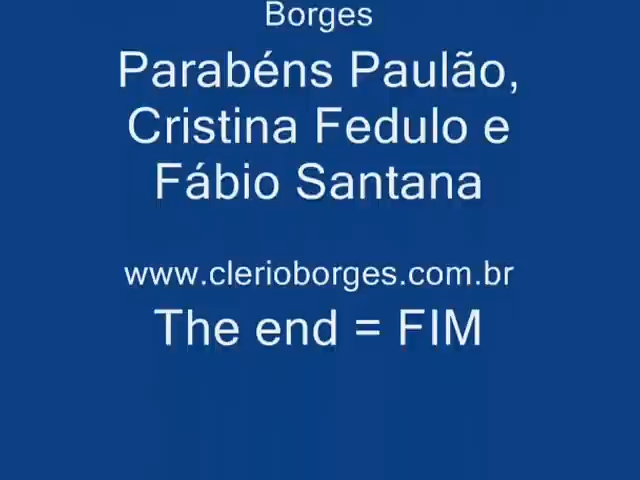 Borges
Parabéns Paulão,
Cristina Fedulo e
Fábio Santana
www.clerioborges.com.br
The end = FIM